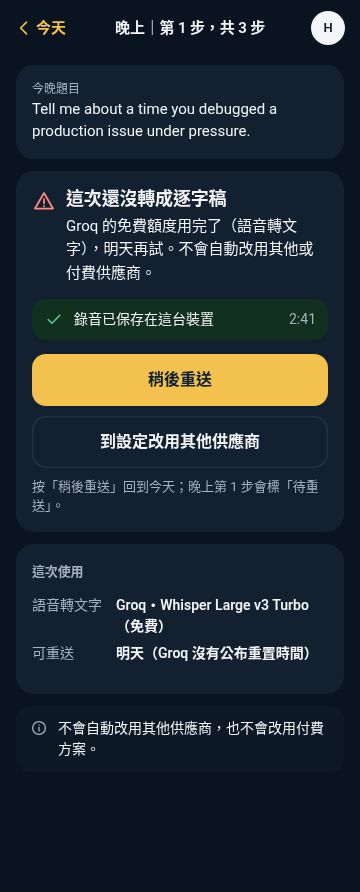 今天
晚上｜第 1 步，共 3 步
H
今晚題目
Tell me about a time you debugged a
production issue under pressure.
這次還沒轉成逐字稿
Groq 的免費額度用完了（語音轉文
字），明天再試。不會自動改用其他或
付費供應商。
錄音已保存在這台裝置
2:41
稍後重送
到設定改用其他供應商
按「稍後重送」回到今天；晚上第 1 步會標「待重
送」。
這次使用
語音轉文字
Groq • Whisper Large v3 Turbo
（免費）
可重送
明天（Groq 沒有公布重置時間）
不會自動改用其他供應商，也不會改用付費
方案。